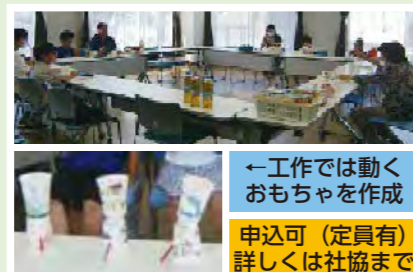 ←工作では動く
おもちゃを作成
申込可（定員有）
詳しくは社協まで